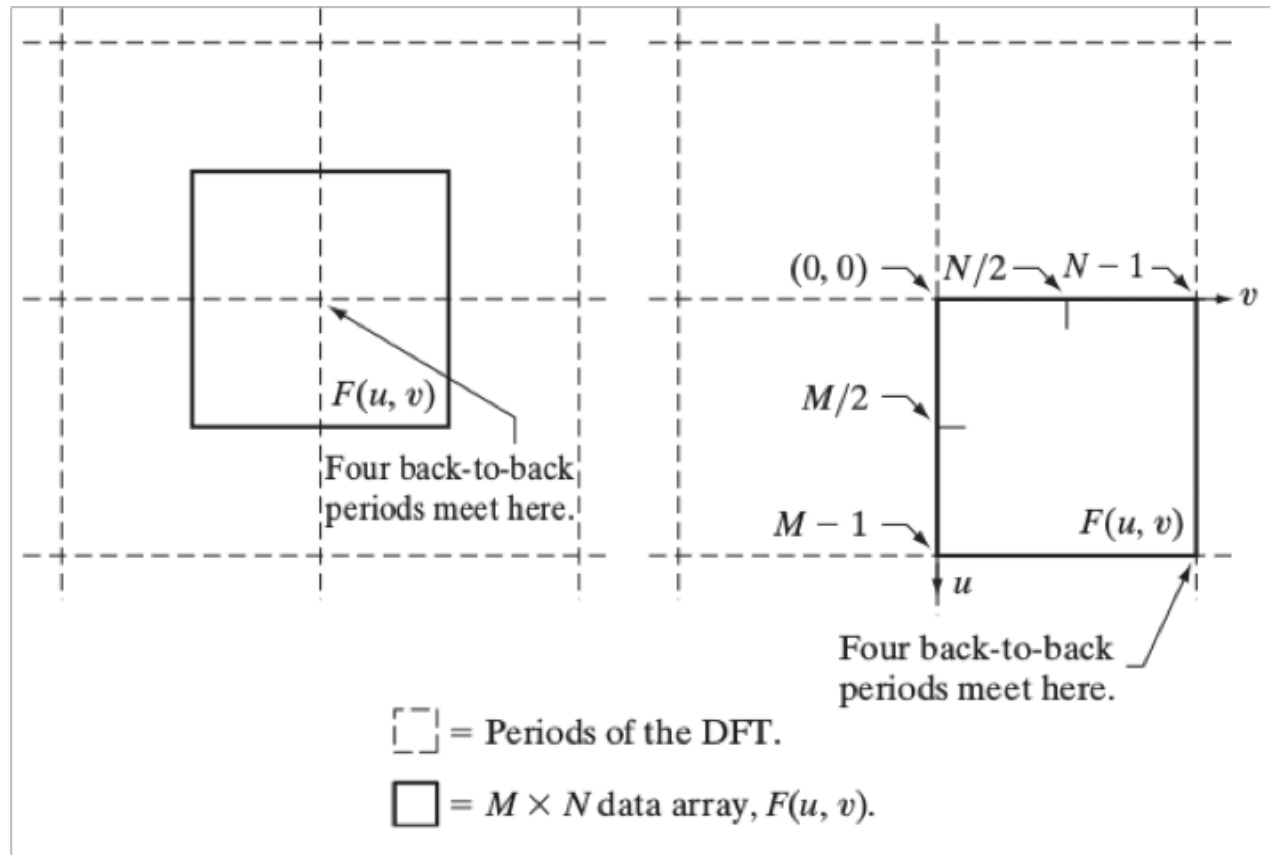 F(u, v)
Four back-to-back
periods meet here.
(0, 0)
N/2
N − 1
v
M/2
M − 1
F(u, v)
u
Four back-to-back
periods meet here.
= Periods of the DFT.
= M × N data array, F(u, v).